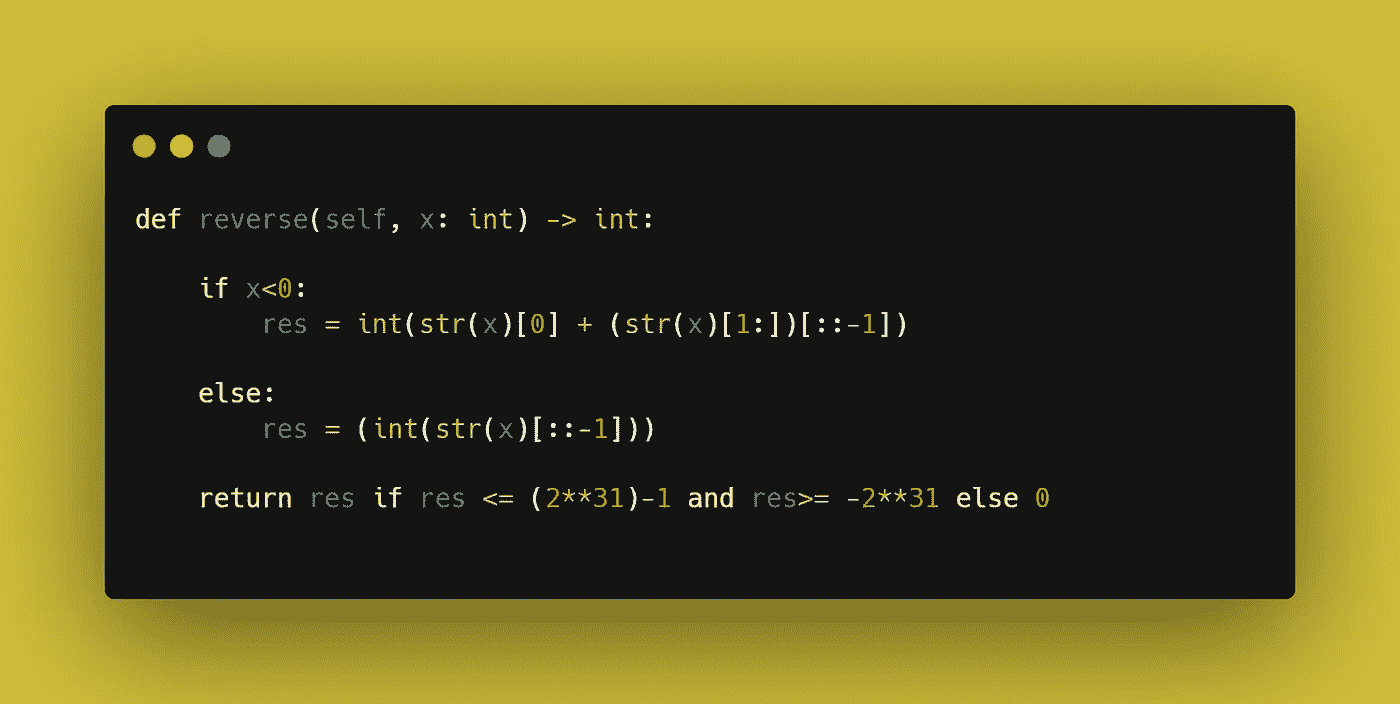 def reverse(self, x: int) -> int:
    if x<0:
        res = int(str(x)[0] + (str(x)[1:])[::-1])
    else:
        res = (int(str(x)[::-1]))
    return res if res <= (2**31)-1 and res>= -2**31 else 0